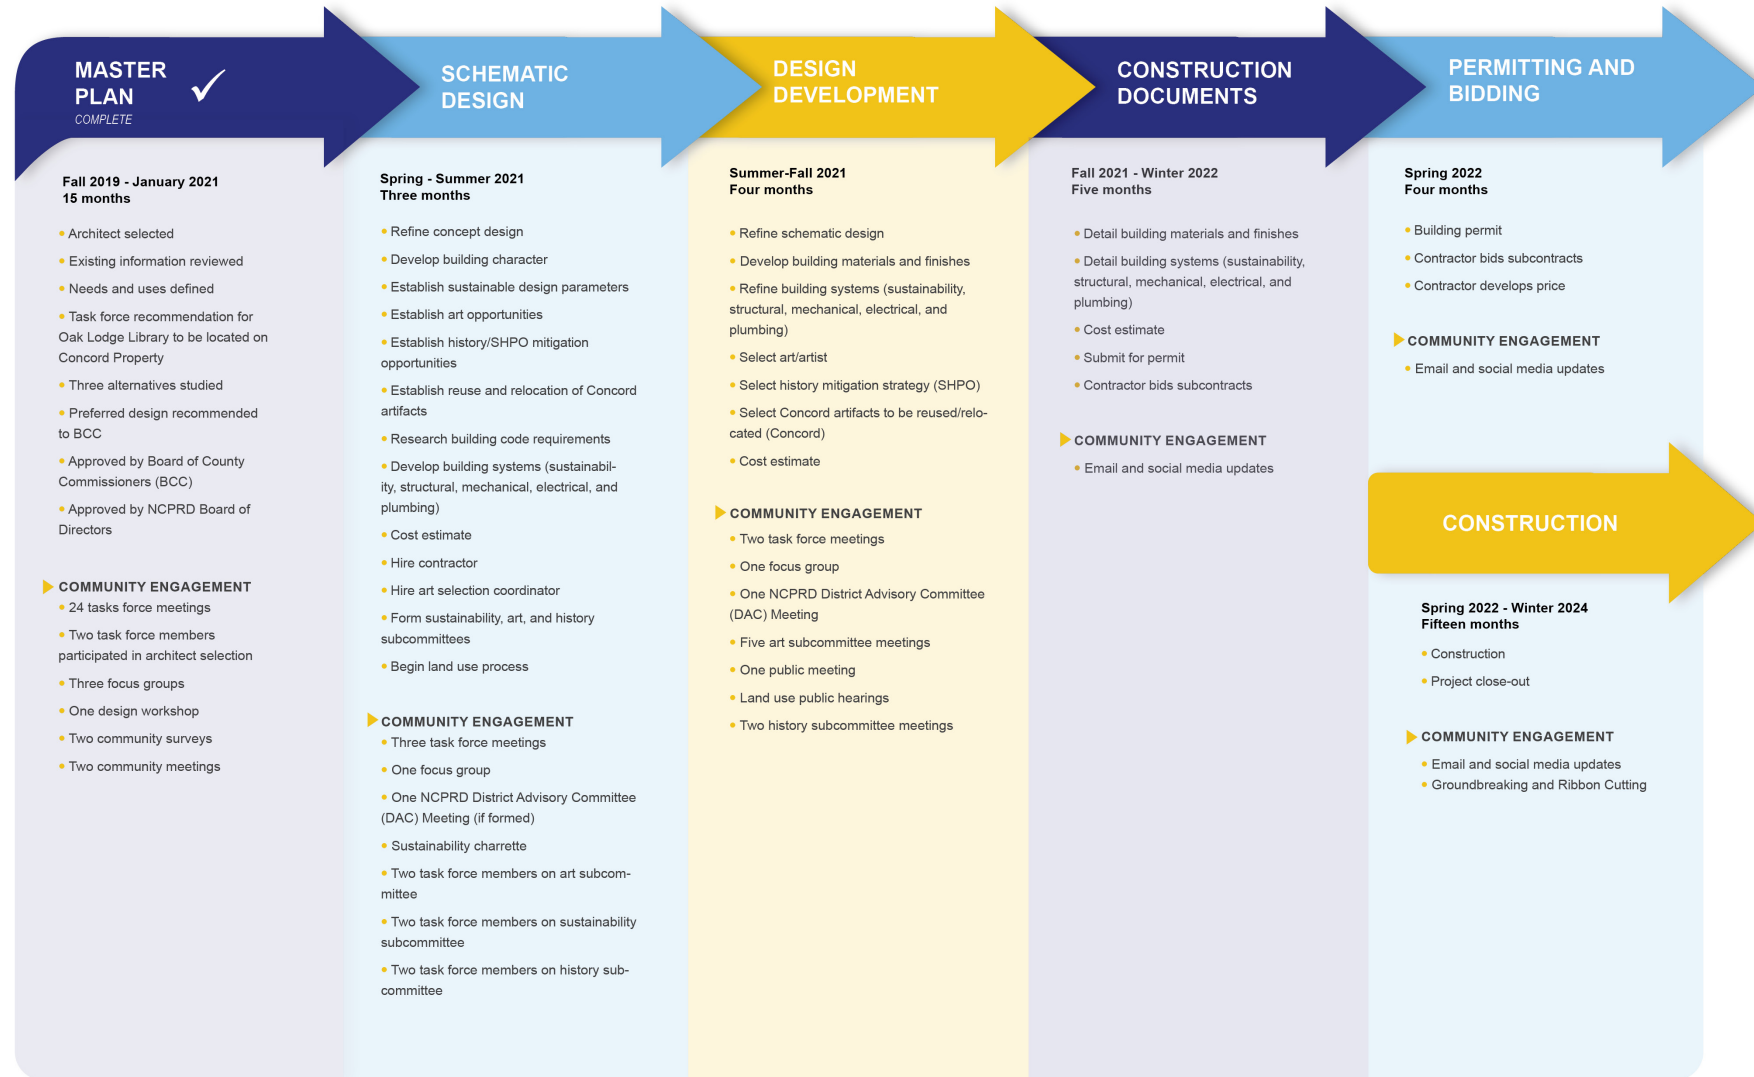 MASTER
PLAN
COMPLETE
Fall 2019 - January 2021
15 months
• Architect selected
• Existing information reviewed
• Needs and uses defined
• Task force recommendation for
Oak Lodge Library to be located on
Concord Property
• Three alternatives studied
• Preferred design recommended
to BCC
• Approved by Board of County
Commissioners (BCC)
• Approved by NCPRD Board of
Directors
COMMUNITY ENGAGEMENT
• 24 tasks force meetings
• Two task force members
participated in architect selection
• Three focus groups
• One design workshop
• Two community surveys
• Two community meetings
SCHEMATIC
DESIGN
Spring - Summer 2021
Three months
• Refine concept design
• Develop building character
• Establish sustainable design parameters
• Establish art opportunities
• Establish history/SHPO mitigation
opportunities
• Establish reuse and relocation of Concord
artifacts
• Research building code requirements
• Develop building systems (sustainabil-
ity, structural, mechanical, electrical, and
plumbing)
• Cost estimate
• Hire contractor
• Hire art selection coordinator
• Form sustainability, art, and history
subcommittees
• Begin land use process
COMMUNITY ENGAGEMENT
• Three task force meetings
• One focus group
• One NCPRD District Advisory Committee
(DAC) Meeting (if formed)
• Sustainability charrette
• Two task force members on art subcom-
mittee
• Two task force members on sustainability
subcommittee
• Two task force members on history sub-
committee
DESIGN
DEVELOPMENT
Summer-Fall 2021
Four months
• Refine schematic design
• Develop building materials and finishes
• Refine building systems (sustainability,
structural, mechanical, electrical, and
plumbing)
• Select art/artist
• Select history mitigation strategy (SHPO)
• Select Concord artifacts to be reused/relo-
cated (Concord)
• Cost estimate
COMMUNITY ENGAGEMENT
• Two task force meetings
• One focus group
• One NCPRD District Advisory Committee
(DAC) Meeting
• Five art subcommittee meetings
• One public meeting
• Land use public hearings
• Two history subcommittee meetings
CONSTRUCTION
DOCUMENTS
Fall 2021 - Winter 2022
Five months
• Detail building materials and finishes
• Detail building systems (sustainability,
structural, mechanical, electrical, and
plumbing)
• Cost estimate
• Submit for permit
• Contractor bids subcontracts
COMMUNITY ENGAGEMENT
• Email and social media updates
PERMITTING AND
BIDDING
Spring 2022
Four months
• Building permit
• Contractor bids subcontracts
• Contractor develops price
COMMUNITY ENGAGEMENT
• Email and social media updates
CONSTRUCTION
Spring 2022 - Winter 2024
Fifteen months
• Construction
• Project close-out
COMMUNITY ENGAGEMENT
• Email and social media updates
• Groundbreaking and Ribbon Cutting